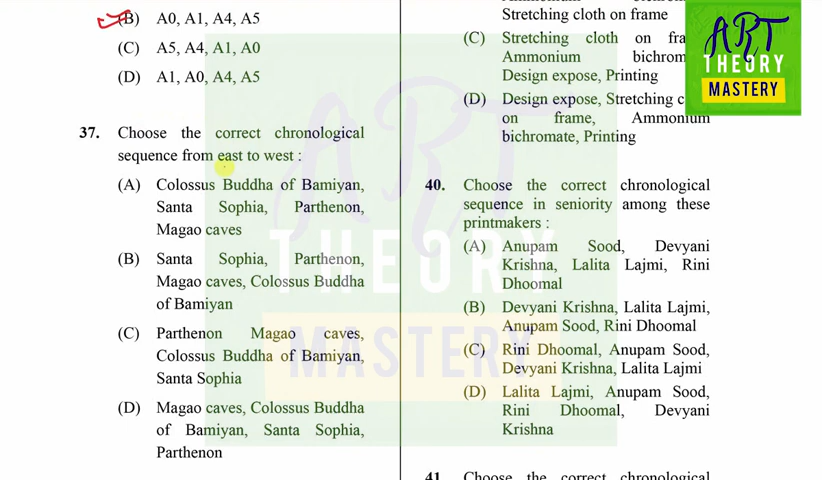 (B) A0, A1, A4, A5
(C) A5, A4, A1, A0
(D) A1, A0, A4, A5
37. Choose the correct chronological
sequence from east to west :
(A) Colossus Buddha of Bamiyan,
Santa Sophia, Parthenon,
Magao caves
(B) Santa Sophia, Parthenon,
Magao caves, Colossus Buddha
of Bamiyan
(C) Parthenon Magao caves,
Colossus Buddha of Bamiyan,
Santa Sophia
(D) Magao caves, Colossus Buddha
of Bamiyan, Santa Sophia,
Parthenon
Stretching cloth on frame
(C) Stretching cloth on
Ammonium
Design expose, Printing
(D) Design expose, Stretching
on frame, Ammonium
bichromate, Printing
40. Choose the correct chronological
sequence in seniority among these
printmakers :
(A) Anupam Sood, Devyani
Krishna, Lalita Lajmi, Rini
Dhoomal
(B) Devyani Krishna, Lalita Lajmi,
Anupam Sood, Rini Dhoomal
(C) Rini Dhoomal, Anupam Sood,
Devyani Krishna, Lalita Lajmi
(D) Lalita Lajmi, Anupam Sood,
Rini Dhoomal, Devyani
Krishna
41. Choose the correct chronological
ART
THEORY
MASTERY
ART
THEORY
MASTERY